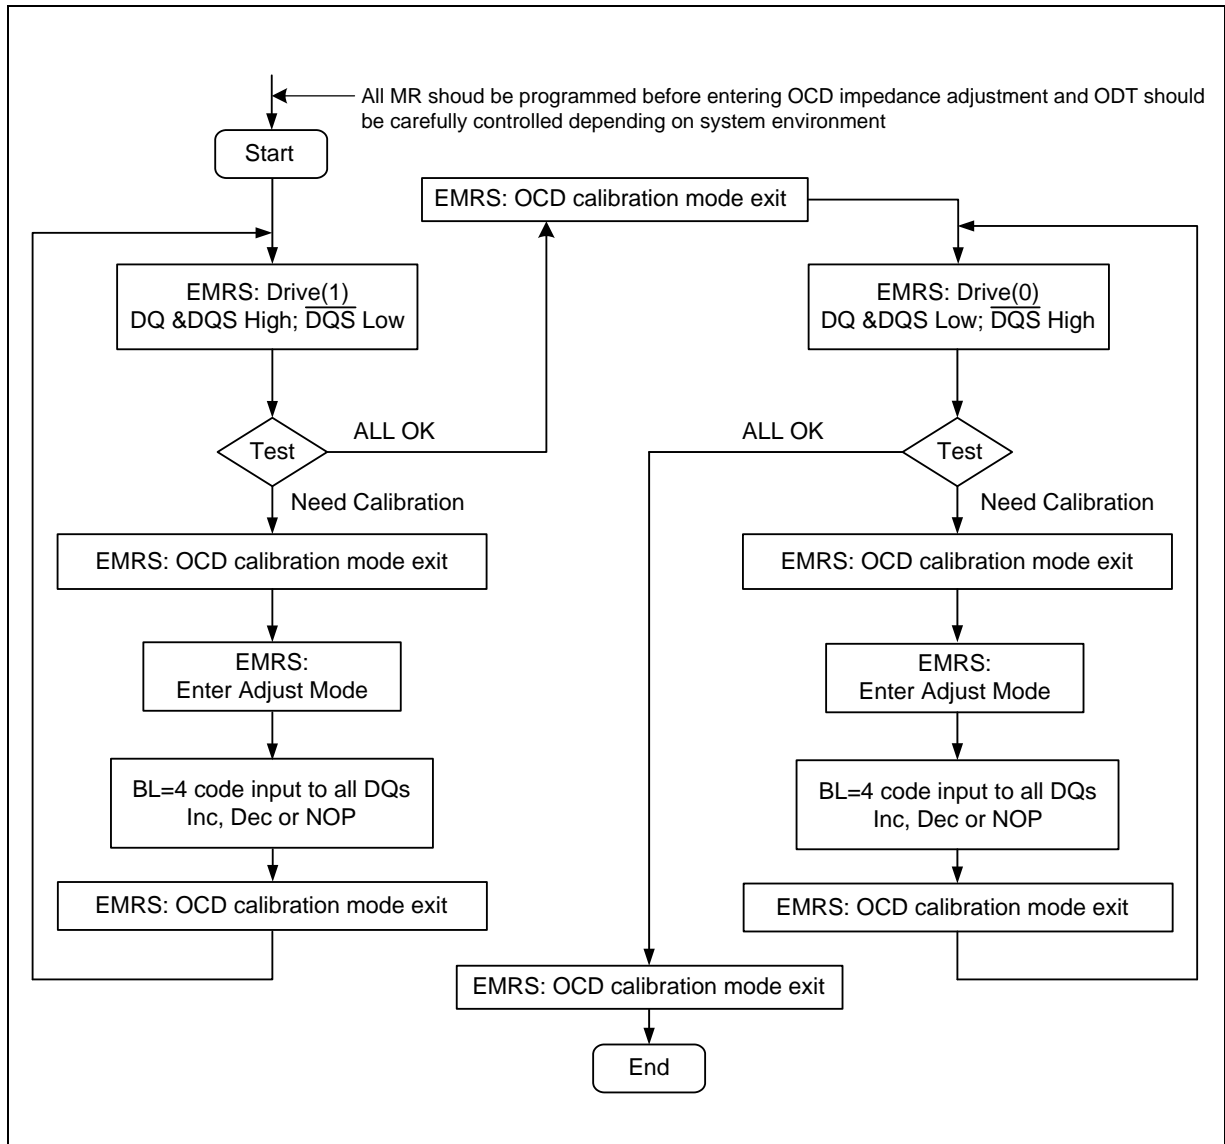 All MR shoud be programmed before entering OCD impedance adjustment and ODT should
be carefully controlled depending on system environment
Start
EMRS: OCD calibration mode exit
EMRS: Drive(1)
DQ &DQS High; D̅Q̅S̅ Low
Test
ALL OK
Need Calibration
EMRS: OCD calibration mode exit
EMRS:
Enter Adjust Mode
BL=4 code input to all DQs
Inc, Dec or NOP
EMRS: OCD calibration mode exit
EMRS: Drive(0)
DQ &DQS Low; D̅Q̅S̅ High
ALL OK
Test
Need Calibration
EMRS: OCD calibration mode exit
EMRS:
Enter Adjust Mode
BL=4 code input to all DQs
Inc, Dec or NOP
EMRS: OCD calibration mode exit
EMRS: OCD calibration mode exit
End